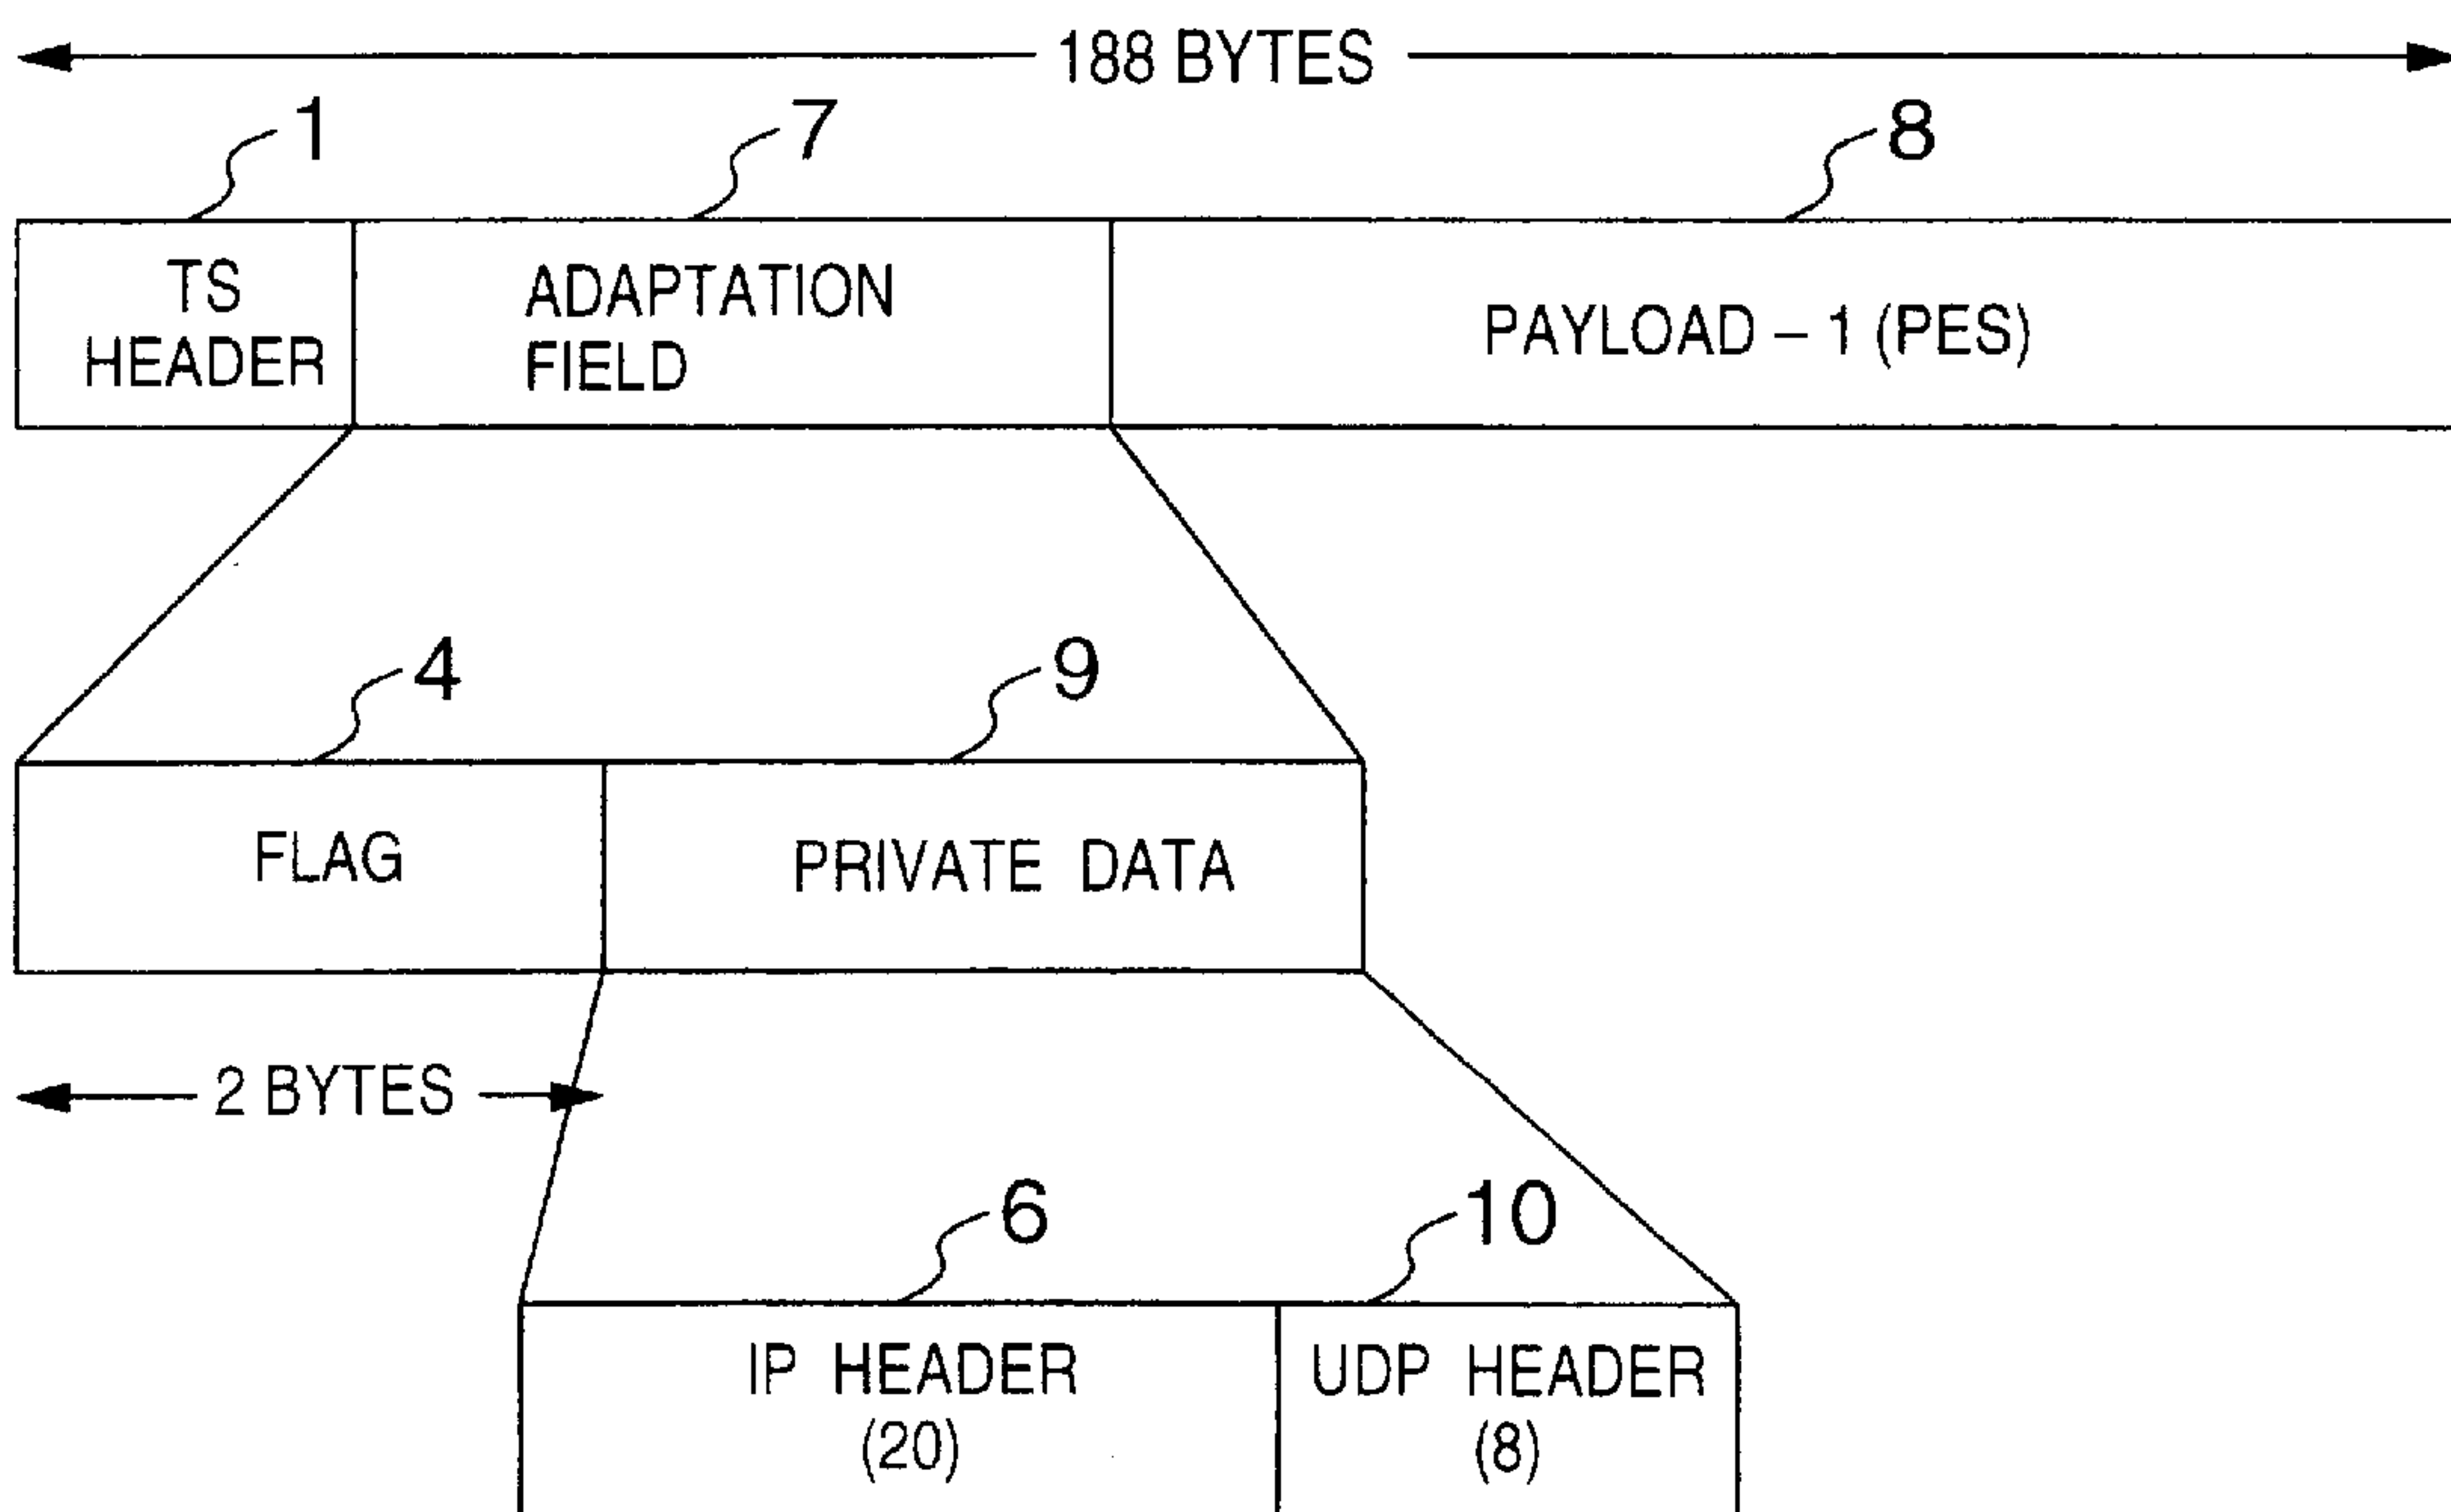 188 BYTES
1
7
8
TS
HEADER
ADAPTATION
FIELD
PAYLOAD – 1 (PES)
4
9
FLAG
PRIVATE DATA
2 BYTES
6
10
IP HEADER
(20)
UDP HEADER
(8)